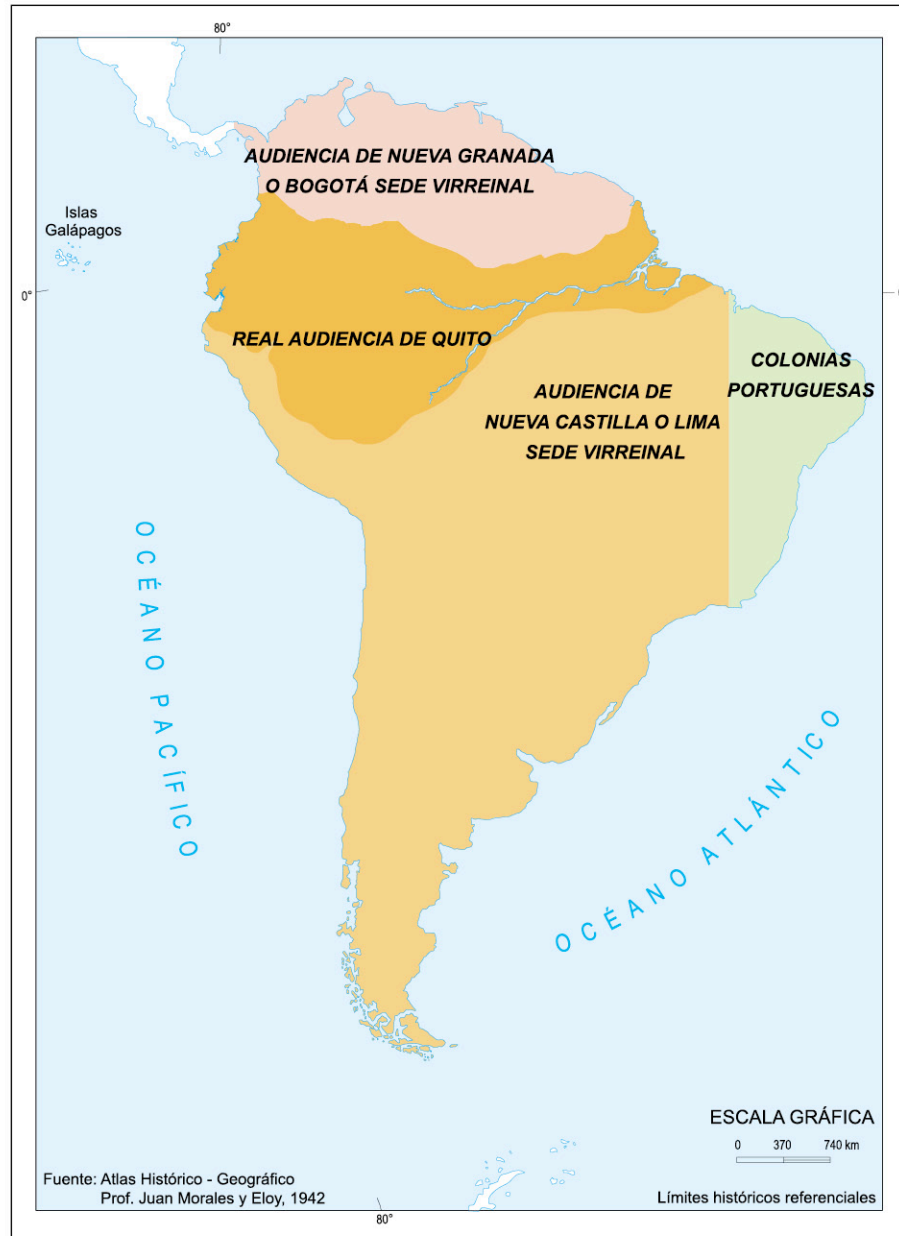 80°
AUDIENCIA DE NUEVA GRANADA
O BOGOTÁ SEDE VIRREINAL
Islas
Galápagos
0°
REAL AUDIENCIA DE QUITO
COLONIAS
PORTUGUESAS
AUDIENCIA DE
NUEVA CASTILLA O LIMA
SEDE VIRREINAL
OCÉANO PACÍFICO
OCÉANO ATLÁNTICO
ESCALA GRÁFICA
0 370 740 km
Fuente: Atlas Histórico - Geográfico
Prof. Juan Morales y Eloy, 1942
Límites históricos referenciales
80°